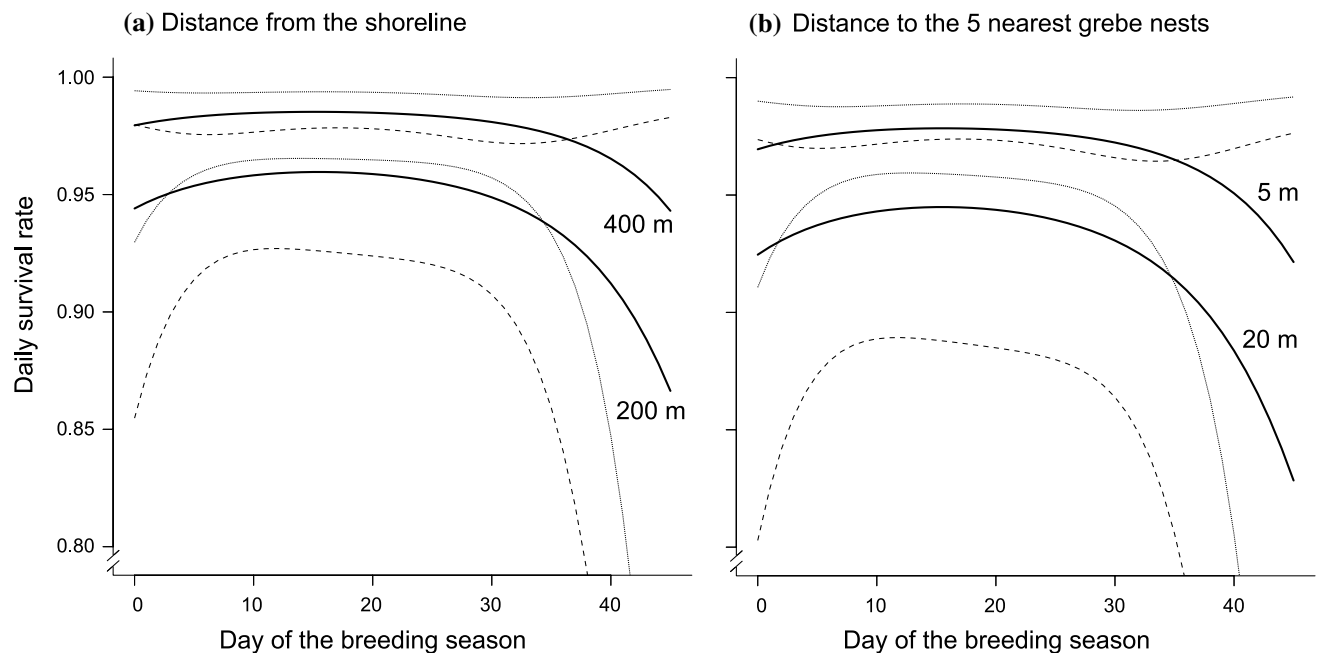 (a) Distance from the shoreline
(b) Distance to the 5 nearest grebe nests
Daily survival rate
1.00
0.95
0.90
0.85
0.80
400 m
200 m
0 10 20 30 40
Day of the breeding season
5 m
20 m
0 10 20 30 40
Day of the breeding season